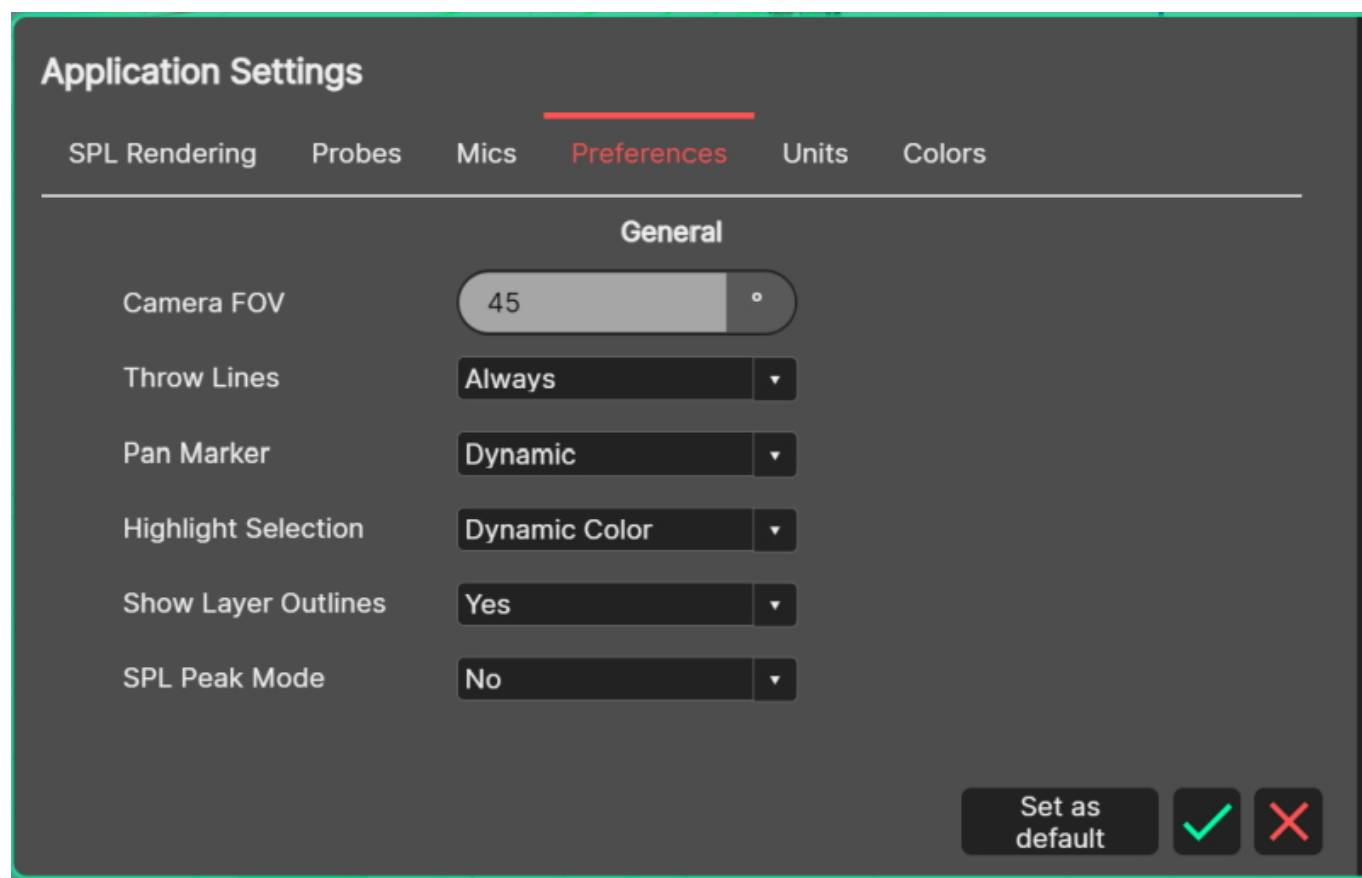 Application Settings
SPL Rendering Probes Mics Preferences Units Colors
General
Camera FOV 45 °
Throw Lines Always
Pan Marker Dynamic
Highlight Selection Dynamic Color
Show Layer Outlines Yes
SPL Peak Mode No
Set as
default